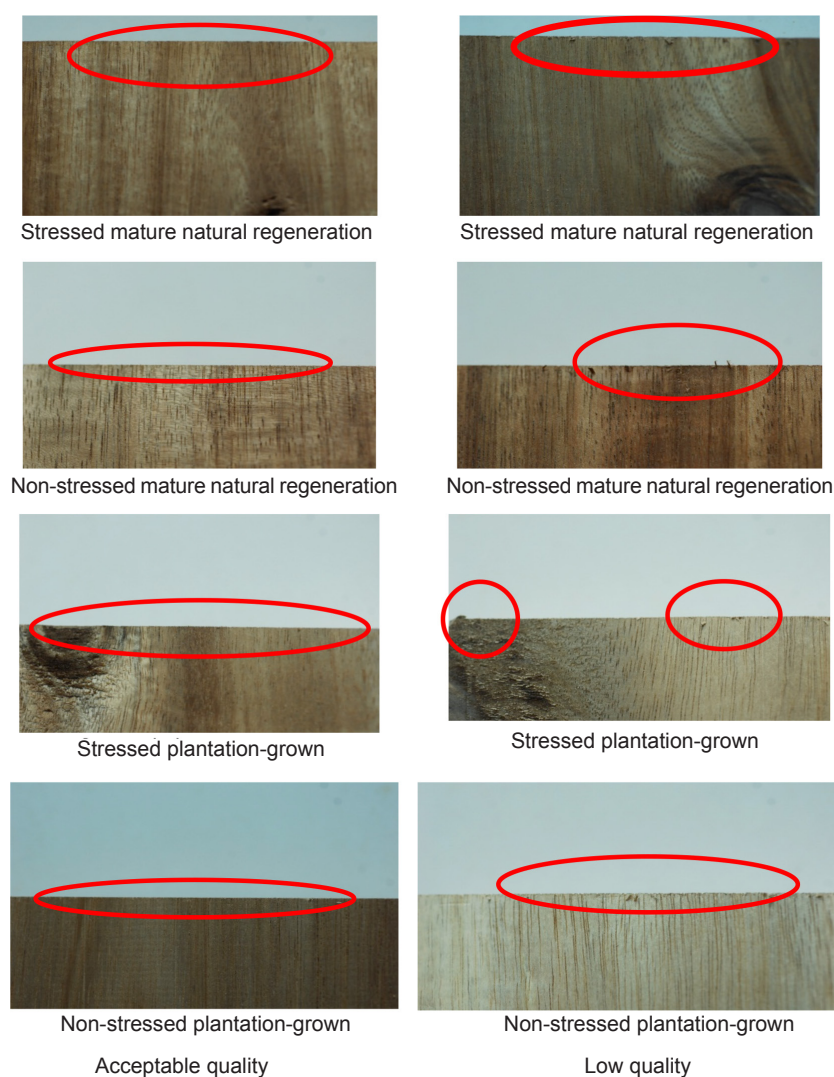 Stressed mature natural regeneration
Stressed mature natural regeneration
Non-stressed mature natural regeneration
Non-stressed mature natural regeneration
Stressed plantation-grown
Stressed plantation-grown
Non-stressed plantation-grown
Non-stressed plantation-grown
Acceptable quality
Low quality